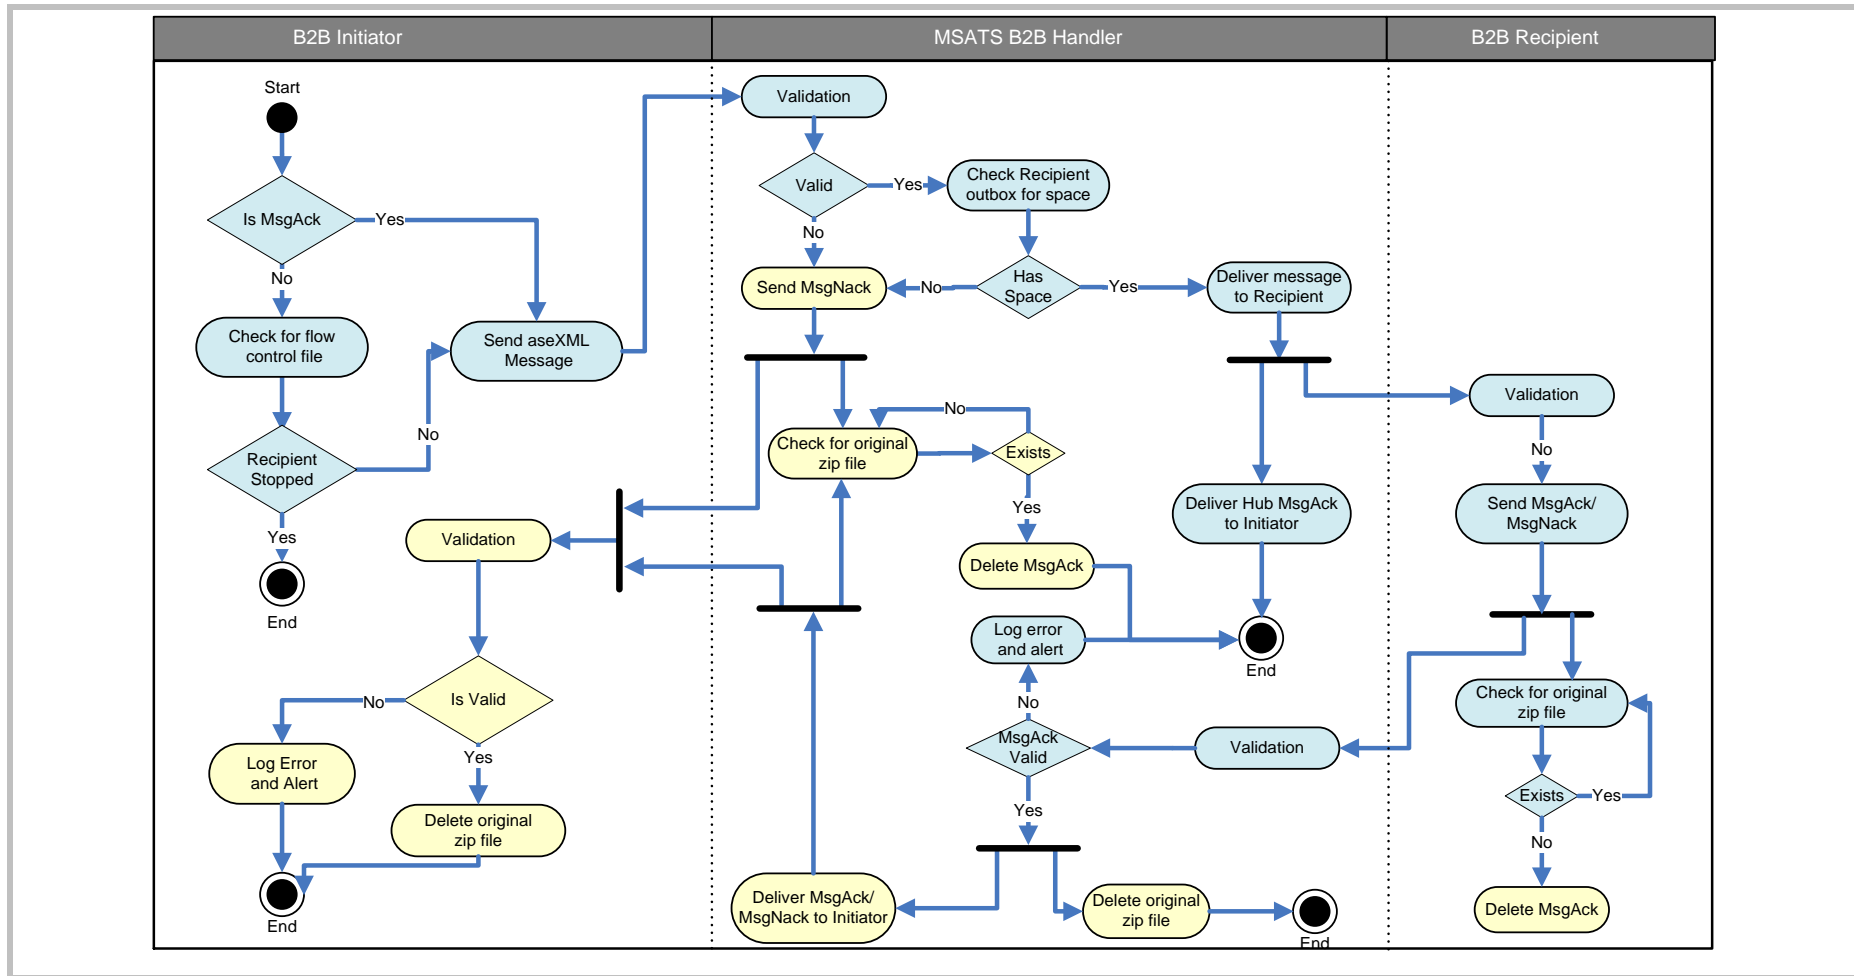 B2B Initiator
MSATS B2B Handler
B2B Recipient
Start
Is MsgAck
Yes
No
Check for flow
control file
Send aseXML
Message
No
Recipient
Stopped
Yes
End
Validation
Is Valid
No
Yes
Log Error
and Alert
Delete original
zip file
End
Validation
Valid
Yes
Check Recipient
outbox for space
No
Send MsgNack
No
Has
Space
Yes
Deliver message
to Recipient
No
Check for original
zip file
Exists
Yes
Delete MsgAck
Deliver Hub MsgAck
to Initiator
Log error
and alert
End
No
MsgAck
Valid
Validation
Yes
Deliver MsgAck/
MsgNack to Initiator
Delete original
zip file
End
Validation
No
Send MsgAck/
MsgNack
Check for original
zip file
Exists
Yes
No
Delete MsgAck